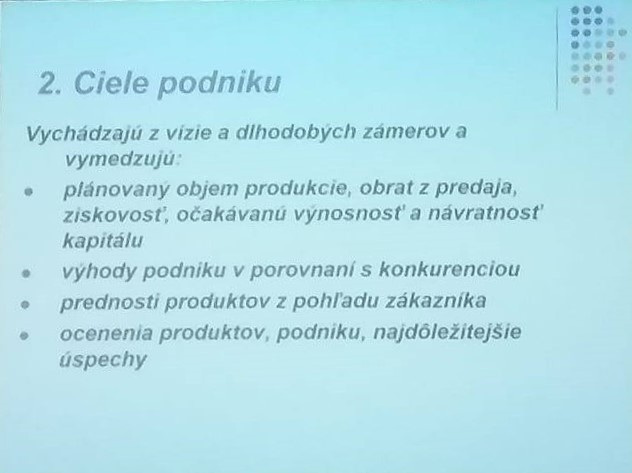 2. Ciele podniku
Vychádzajú z vízie a dlhodobých zámerov a
vymedzujú:
• plánovaný objem produkcie, obrat z predaja,
ziskovosť, očakávanú výnosnosť a návratnosť
kapitálu
• výhody podniku v porovnaní s konkurenciou
• prednosti produktov z pohľadu zákazníka
• ocenenia produktov, podniku, najdôležitejšie
úspechy